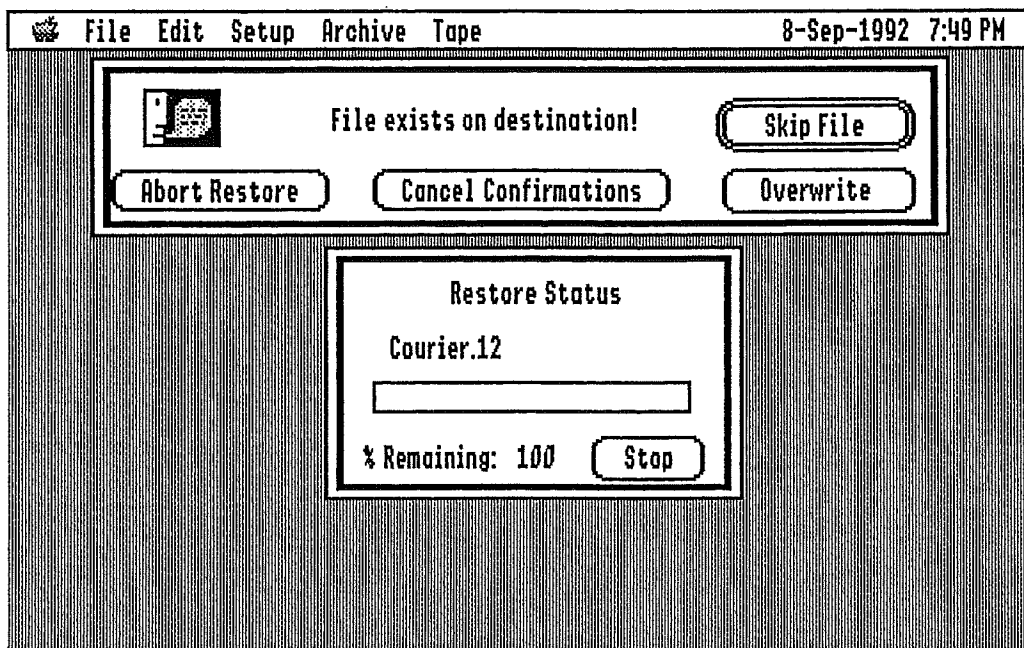 File Edit Setup Archive Tape 8-Sep-1992 7:49 PM
File exists on destination!
Skip File
Abort Restore
Cancel Confirmations
Overwrite
Restore Status
Courier.12
% Remaining: 100
Stop